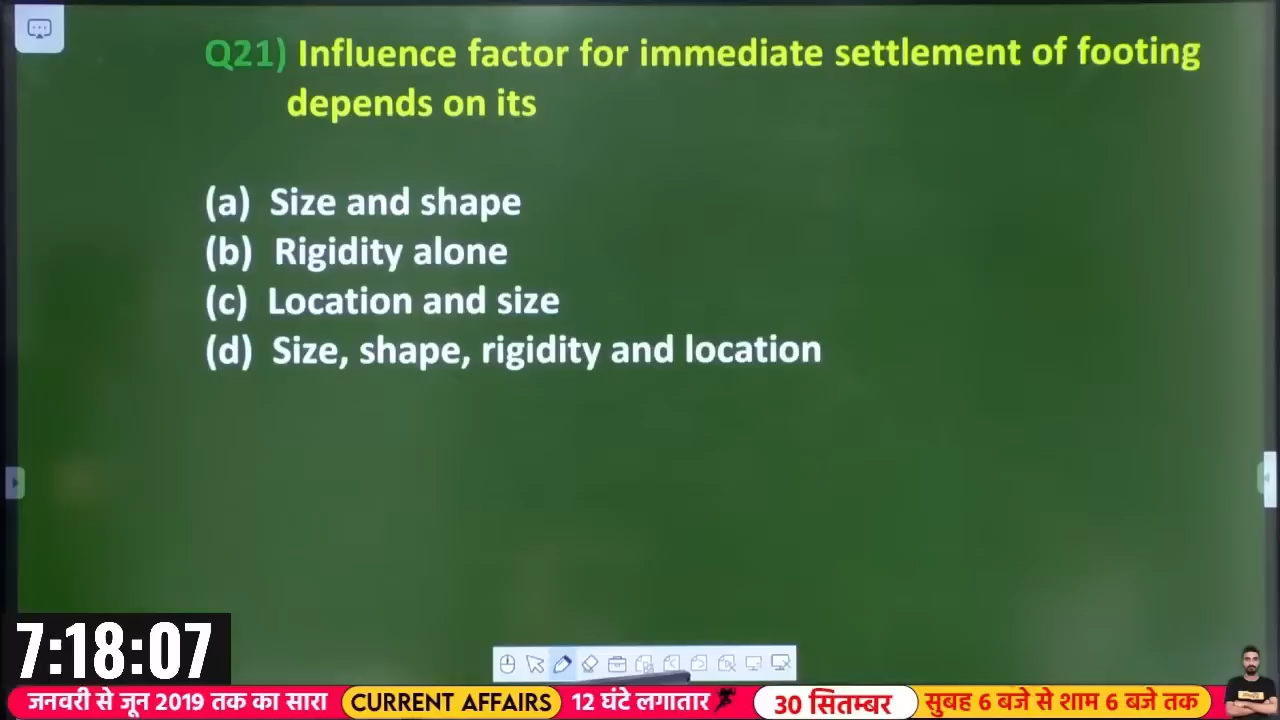 Q21) Influence factor for immediate settlement of footing
depends on its
(a) Size and shape
(b) Rigidity alone
(c) Location and size
(d) Size, shape, rigidity and location
7:18:07
जनवरी से जून 2019 तक का सारा CURRENT AFFAIRS 12 घंटे लगातार 30 सितम्बर सुबह 6 बजे से शाम 6 बजे तक